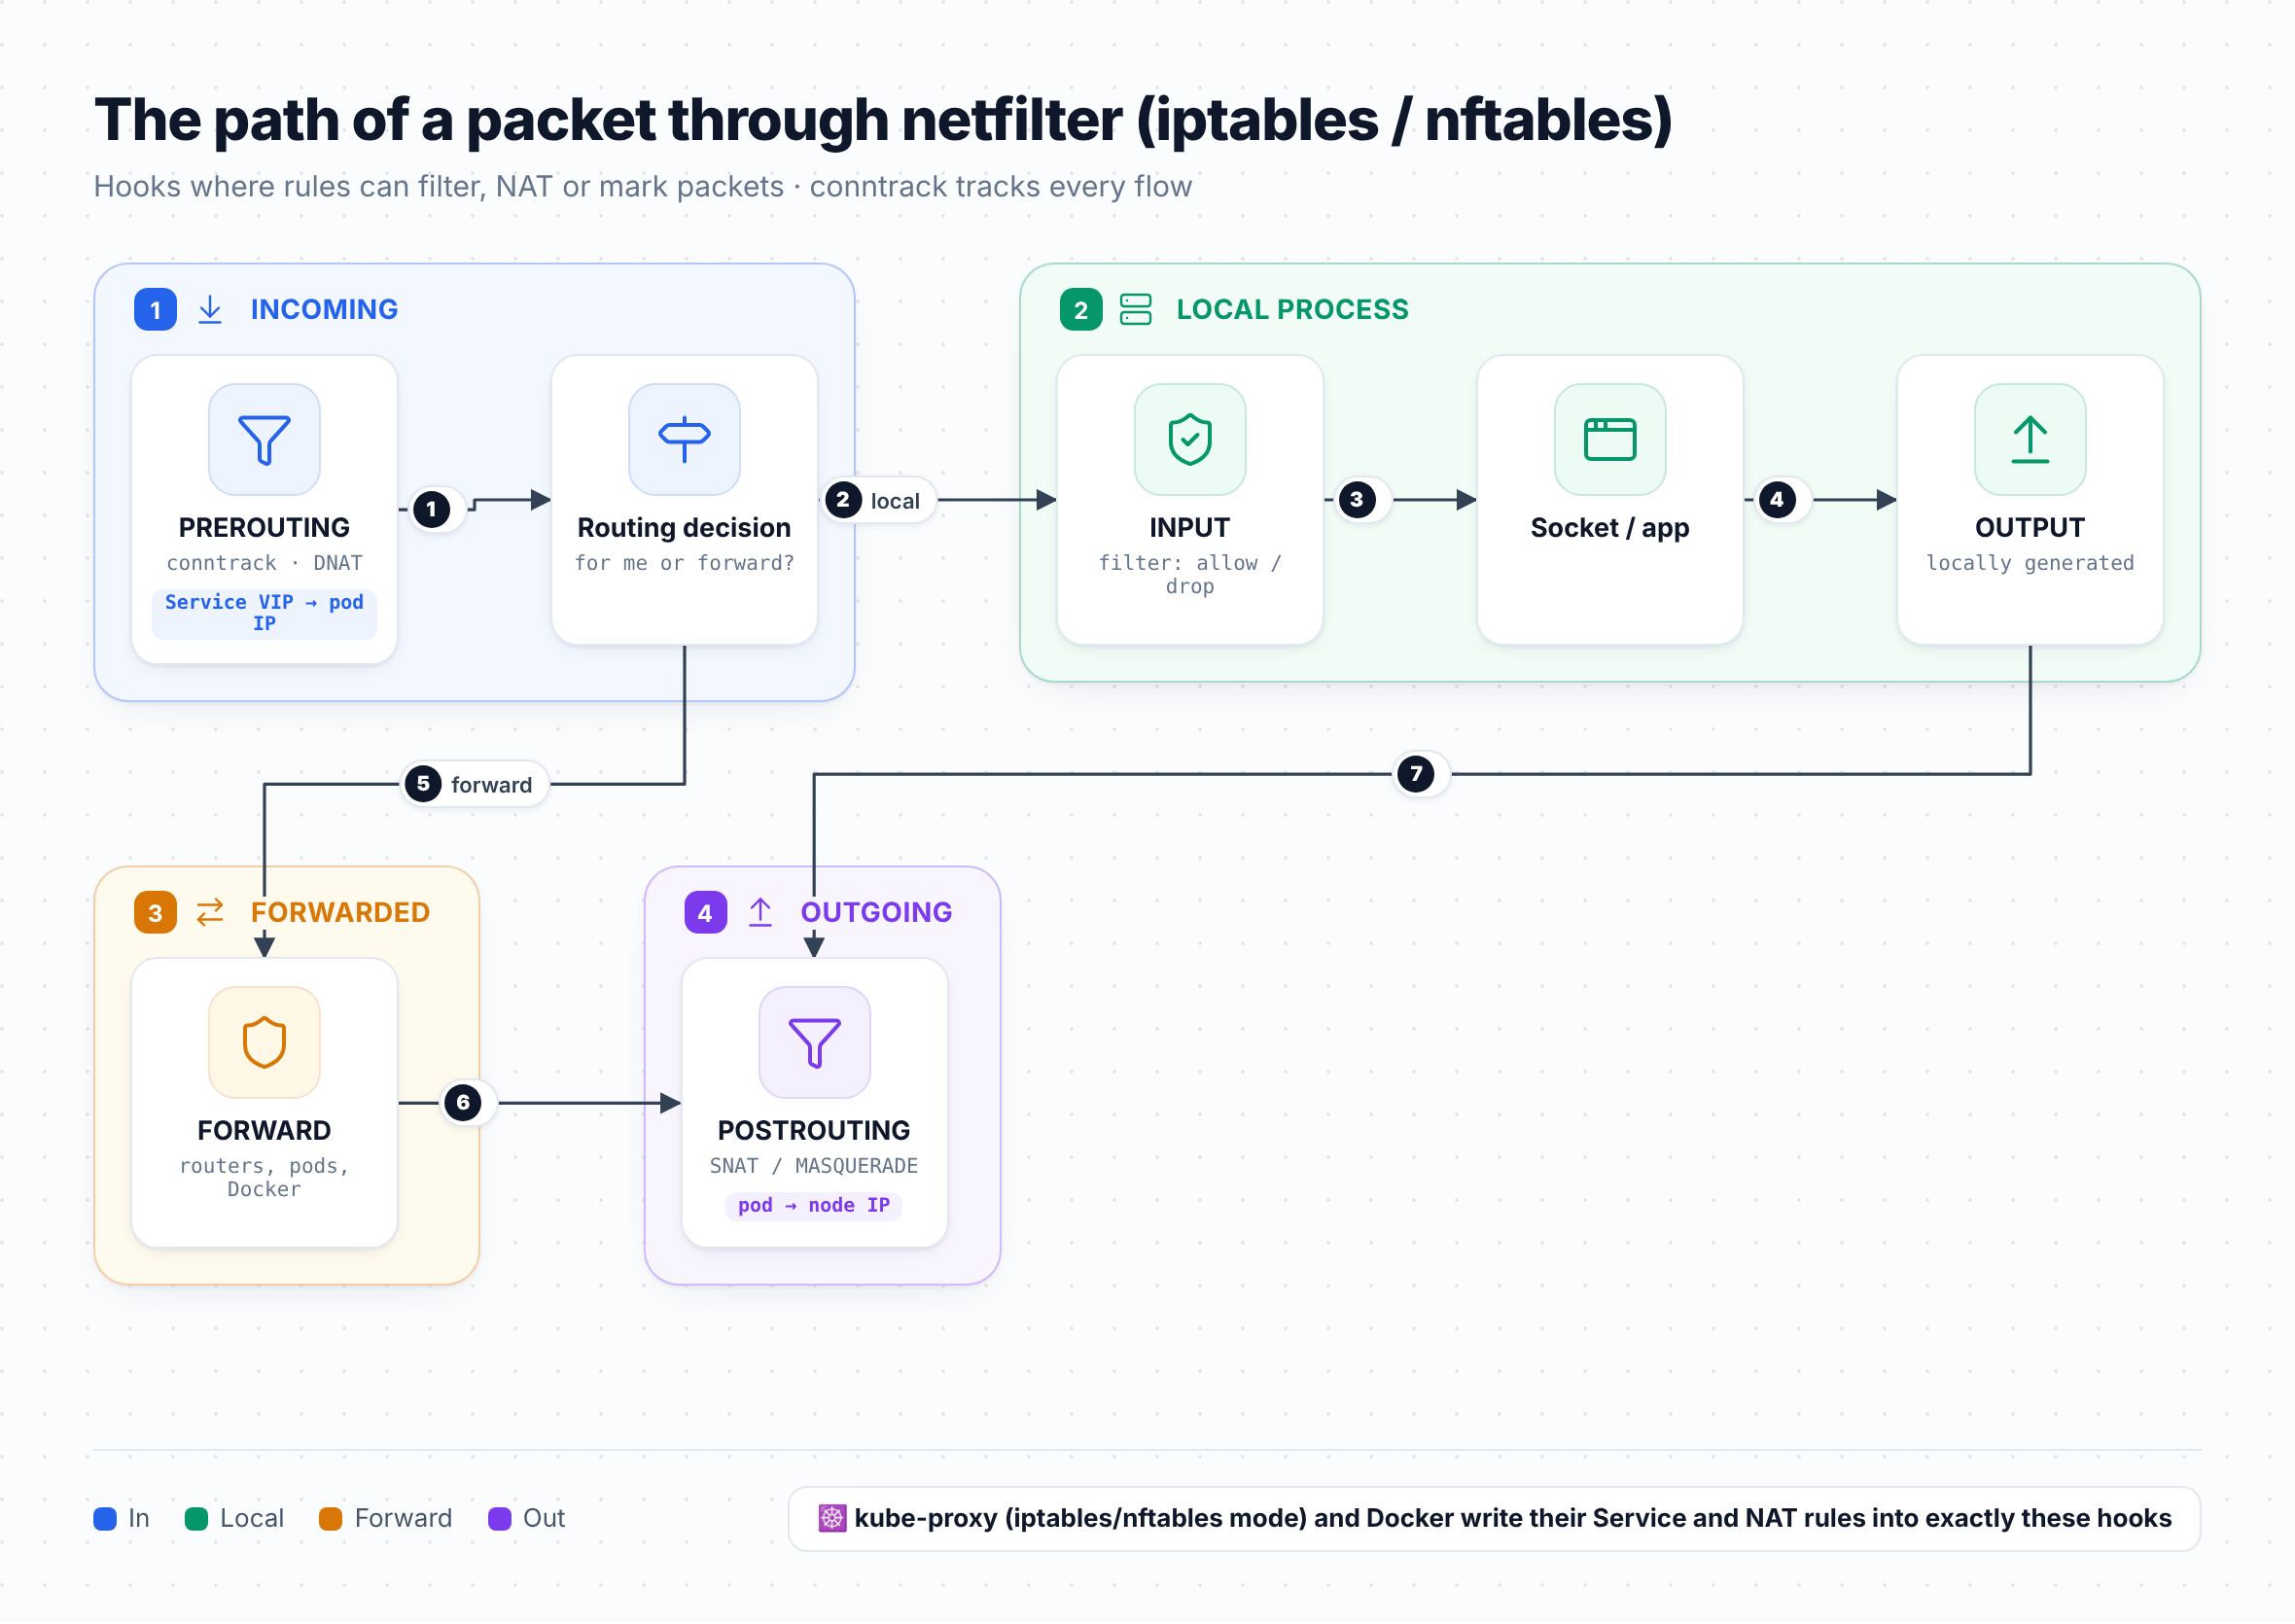 The path of a packet through netfilter (iptables / nftables)
Hooks where rules can filter, NAT or mark packets · conntrack tracks every flow
1 INCOMING
PREROUTING
conntrack · DNAT
Service VIP → pod
IP
1
Routing decision
for me or forward?
2 local
2 LOCAL PROCESS
INPUT
filter: allow /
drop
3
Socket / app
4
OUTPUT
locally generated
5 forward
7
3 FORWARDED
FORWARD
routers, pods,
Docker
6
4 OUTGOING
POSTROUTING
SNAT / MASQUERADE
pod → node IP
In
Local
Forward
Out
☸ kube-proxy (iptables/nftables mode) and Docker write their Service and NAT rules into exactly these hooks